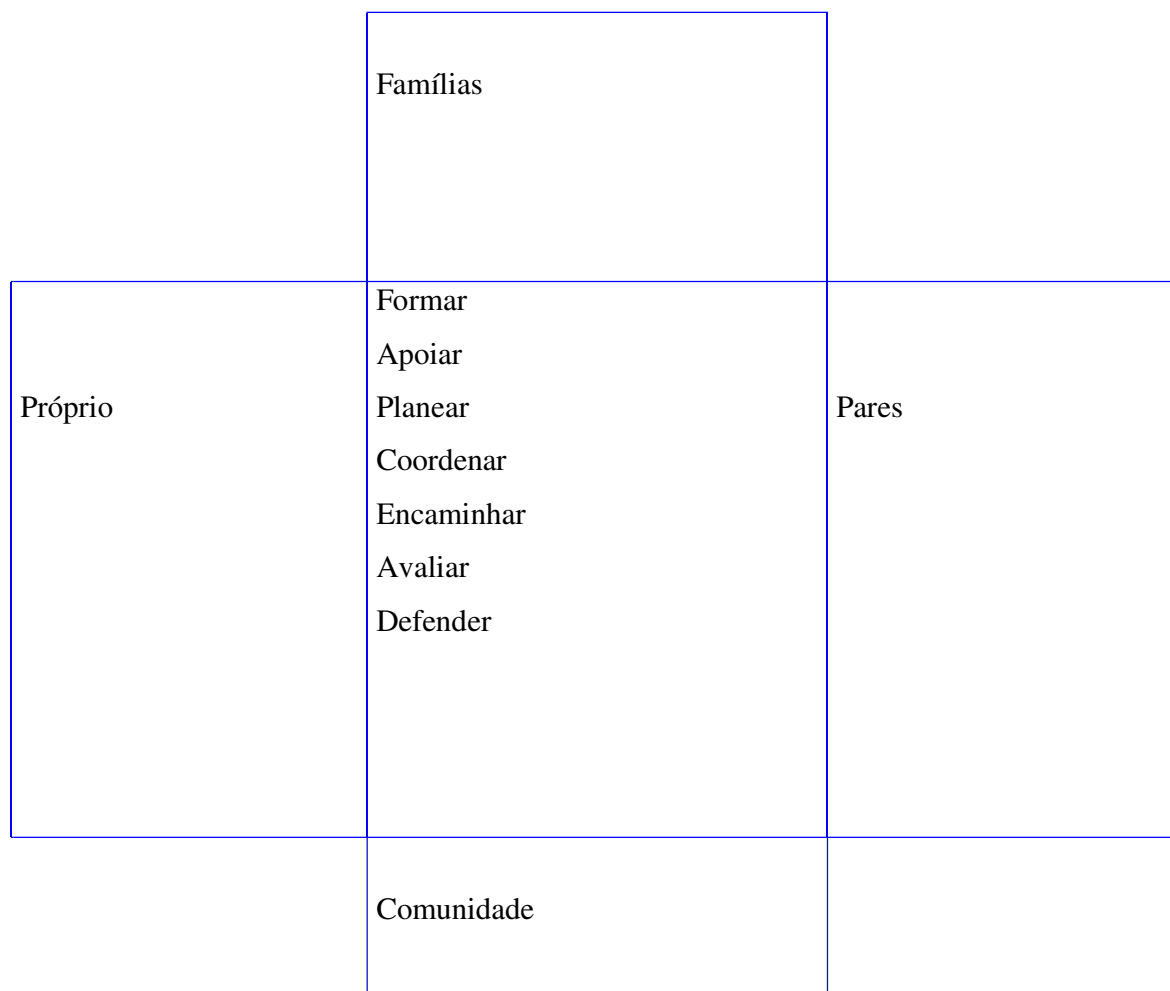 Famílias
Formar
Apoiar
Próprio
Planear
Pares
Coordenar
Encaminhar
Avaliar
Defender
Comunidade